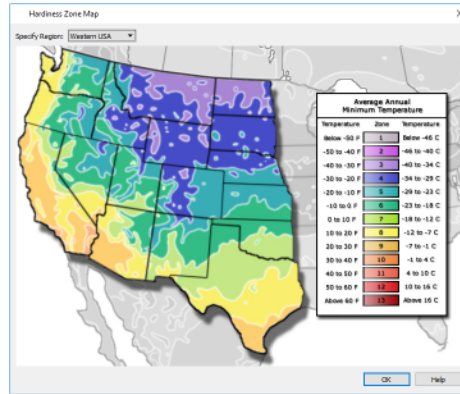 Hardiness Zone Map
Specify Region: Western USA
Average Annual
Minimum Temperature
Temperature Zone Temperature
Below -50 F 1 Below -46 C
-50 to -40 F 2 -46 to -40 C
-40 to -30 F 3 -40 to -34 C
-30 to -20 F 4 -34 to -29 C
-20 to -10 F 5 -29 to -23 C
-10 to 0 F 6 -23 to -18 C
0 to 10 F 7 -18 to -12 C
10 to 20 F 8 -12 to -7 C
20 to 30 F 9 -7 to -1 C
30 to 40 F 10 -1 to 4 C
40 to 50 F 11 4 to 10 C
50 to 60 F 12 10 to 16 C
Above 60 F 13 Above 16 C
OK Help